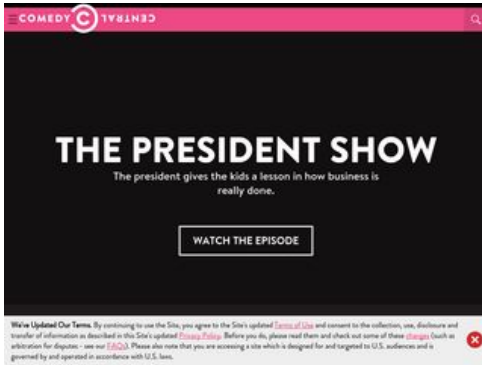 COMEDY C CENTRAL
THE PRESIDENT SHOW
The president gives the kids a lesson in how business is
really done.
WATCH THE EPISODE
We've Updated Our Terms. By continuing to use the Site, you agree to the Site's updated Terms of Use and consent to the collection, use, disclosure and
transfer of information as described in this Site's updated Privacy Policy. Before you do, please read them and check out some of these changes (such as
arbitration for disputes - see our FAQs). Please also note that you are accessing a site which is designed for and targeted to U.S. audiences and is
governed by and operated in accordance with U.S. laws.